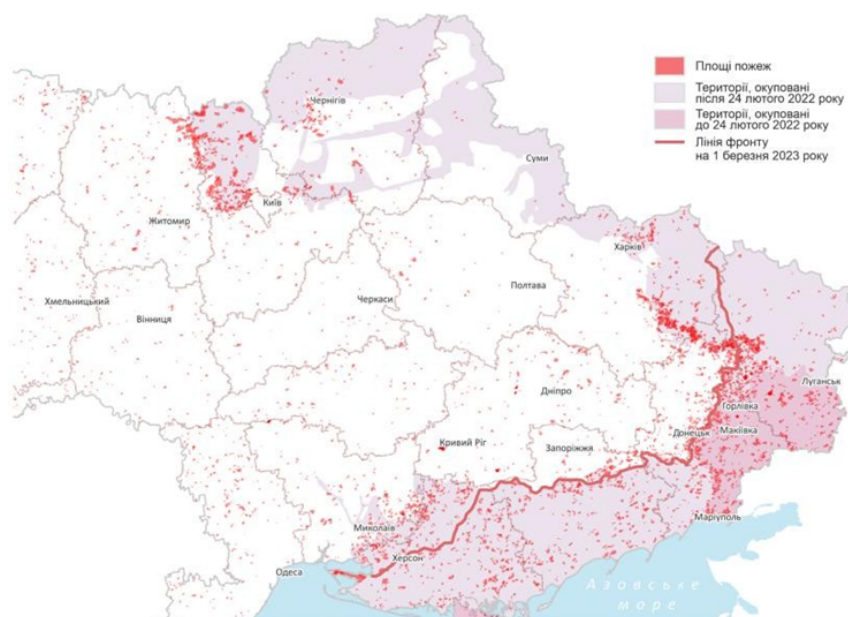 Площі пожеж
Території, окуповані
після 24 лютого 2022 року
Території, окуповані
до 24 лютого 2022 року
Лінія фронту
на 1 березня 2023 року
Чернігів
Суми
Київ
Житомир
Харків
Хмельницький
Вінниця
Черкаси
Полтава
Луганськ
Дніпро
Горлівка
Донецьк
Макіївка
Кривий Ріг
Запоріжжя
Маріуполь
Миколаїв
Херсон
Одеса
Азовське
море